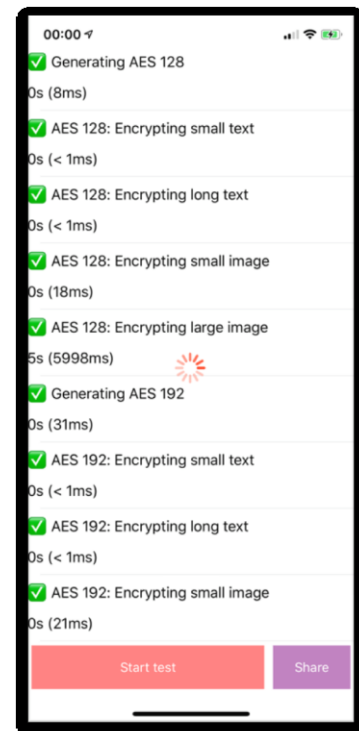 00:00
✅ Generating AES 128
0s (8ms)
✅ AES 128: Encrypting small text
0s (< 1ms)
✅ AES 128: Encrypting long text
0s (< 1ms)
✅ AES 128: Encrypting small image
0s (18ms)
✅ AES 128: Encrypting large image
5s (5998ms)
✅ Generating AES 192
0s (31ms)
✅ AES 192: Encrypting small text
0s (< 1ms)
✅ AES 192: Encrypting long text
0s (< 1ms)
✅ AES 192: Encrypting small image
0s (21ms)
Start test
Share